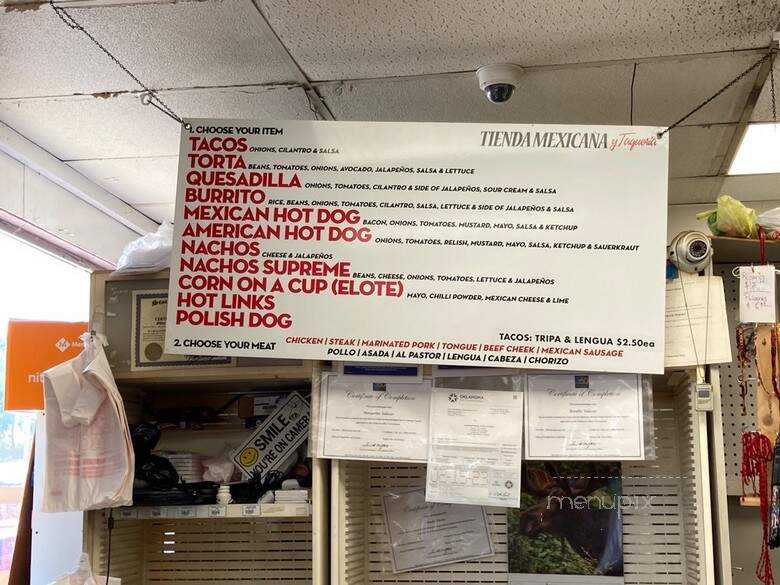 1. CHOOSE YOUR ITEM
TIENDA MEXICANA y Taqueria
TACOS ONIONS, CILANTRO & SALSA
TORTA BEANS, TOMATOES, ONIONS, AVOCADO, JALAPEÑOS, SALSA & LETTUCE
QUESADILLA ONIONS, TOMATOES, CILANTRO & SIDE OF JALAPEÑOS, SOUR CREAM & SALSA
BURRITO RICE, BEANS, ONIONS, TOMATOES, CILANTRO, SALSA, LETTUCE & SIDE OF JALAPEÑOS & SALSA
MEXICAN HOT DOG BACON, ONIONS, TOMATOES, MUSTARD, MAYO, SALSA & KETCHUP
AMERICAN HOT DOG ONIONS, TOMATOES, RELISH, MUSTARD, MAYO, SALSA, KETCHUP & SAUERKRAUT
NACHOS CHEESE & JALAPEÑOS
NACHOS SUPREME BEANS, CHEESE, ONIONS, TOMATOES, LETTUCE & JALAPEÑOS
CORN ON A CUP (ELOTE) MAYO, CHILLI POWDER, MEXICAN CHEESE & LIME
HOT LINKS
POLISH DOG
TACOS: TRIPA & LENGUA $2.50ea
2. CHOOSE YOUR MEAT
CHICKEN | STEAK | MARINATED PORK | TONGUE | BEEF CHEEK | MEXICAN SAUSAGE
POLLO | ASADA | AL PASTOR | LENGUA | CABEZA | CHORIZO
SMILE
YOU'RE ON CAMERA
Certificate of Completion
OKLAHOMA
Certificate of Completion
menupix